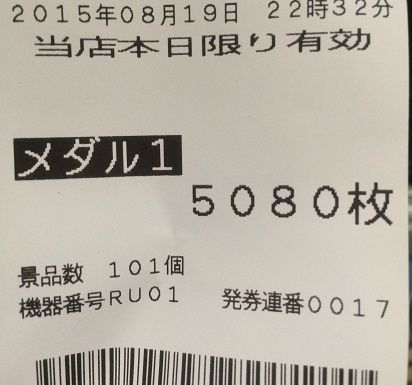 2015年08月19日 22時32分
当店本日限り有効
メダル1
5080枚
景品数 101個
機器番号RU01 発券連番0017